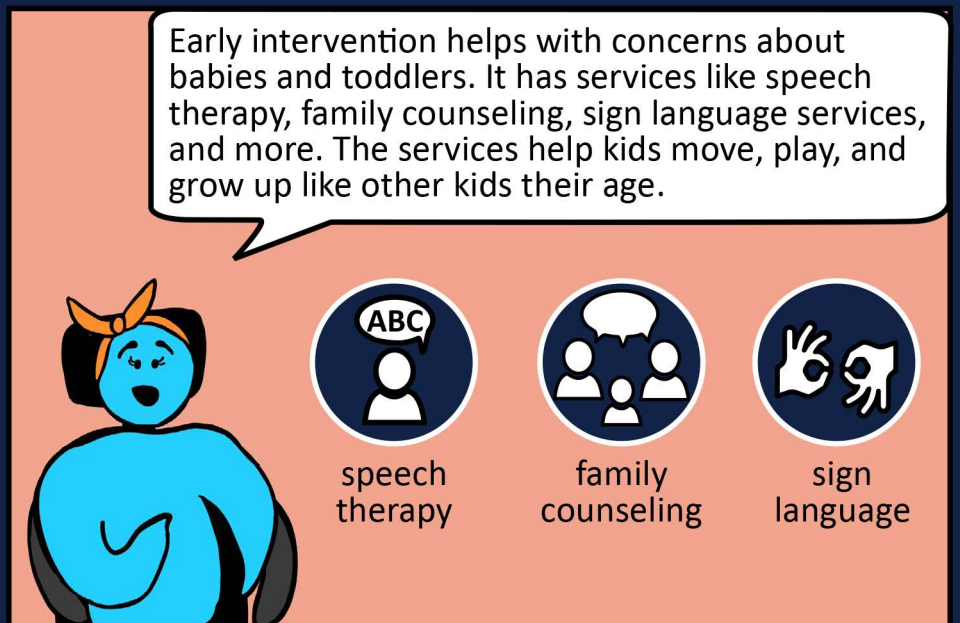 Early intervention helps with concerns about
babies and toddlers. It has services like speech
therapy, family counseling, sign language services,
and more. The services help kids move, play, and
grow up like other kids their age.
ABC
speech
therapy
family
counseling
sign
language